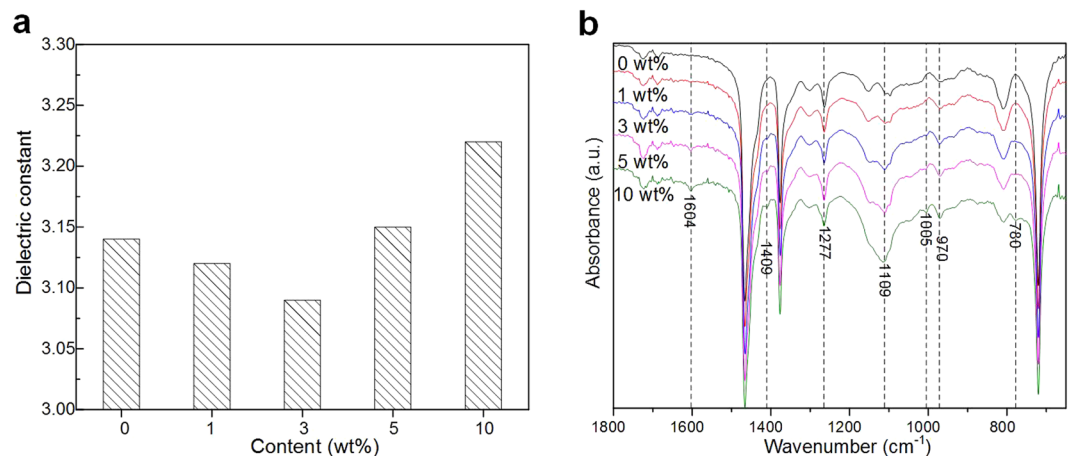 a
3.30
3.25
3.20
3.15
3.10
3.05
3.00
Dielectric constant
0 1 3 5 10
Content (wt%)
b
0 wt%
1 wt%
3 wt%
5 wt%
10 wt%
1604
1409
1277
1109
1005
970
780
Absorbance (a.u.)
1800 1600 1400 1200 1000 800
Wavenumber (cm⁻¹)